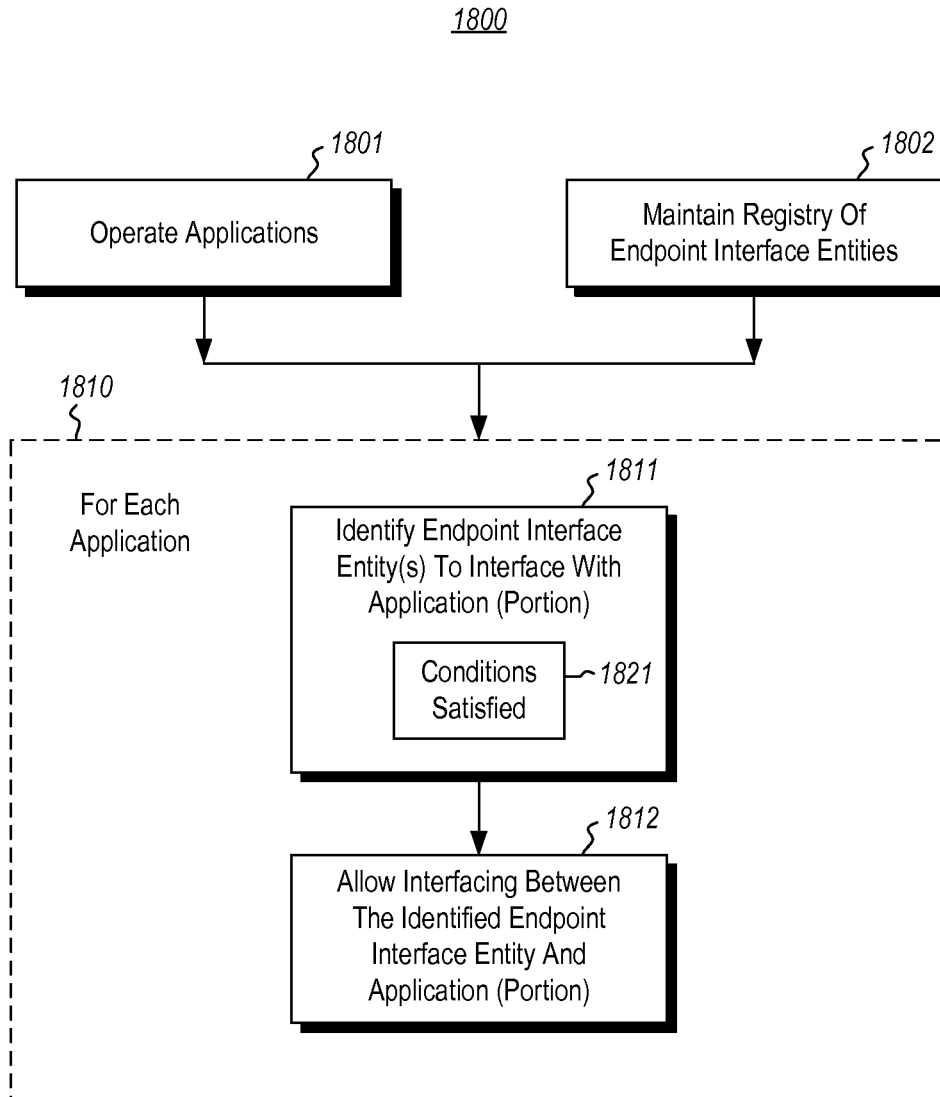 1800
1801
1802
Operate Applications
Maintain Registry Of
Endpoint Interface Entities
1810
For Each
Application
1811
Identify Endpoint Interface
Entity(s) To Interface With
Application (Portion)
Conditions
Satisfied
1821
1812
Allow Interfacing Between
The Identified Endpoint
Interface Entity And
Application (Portion)